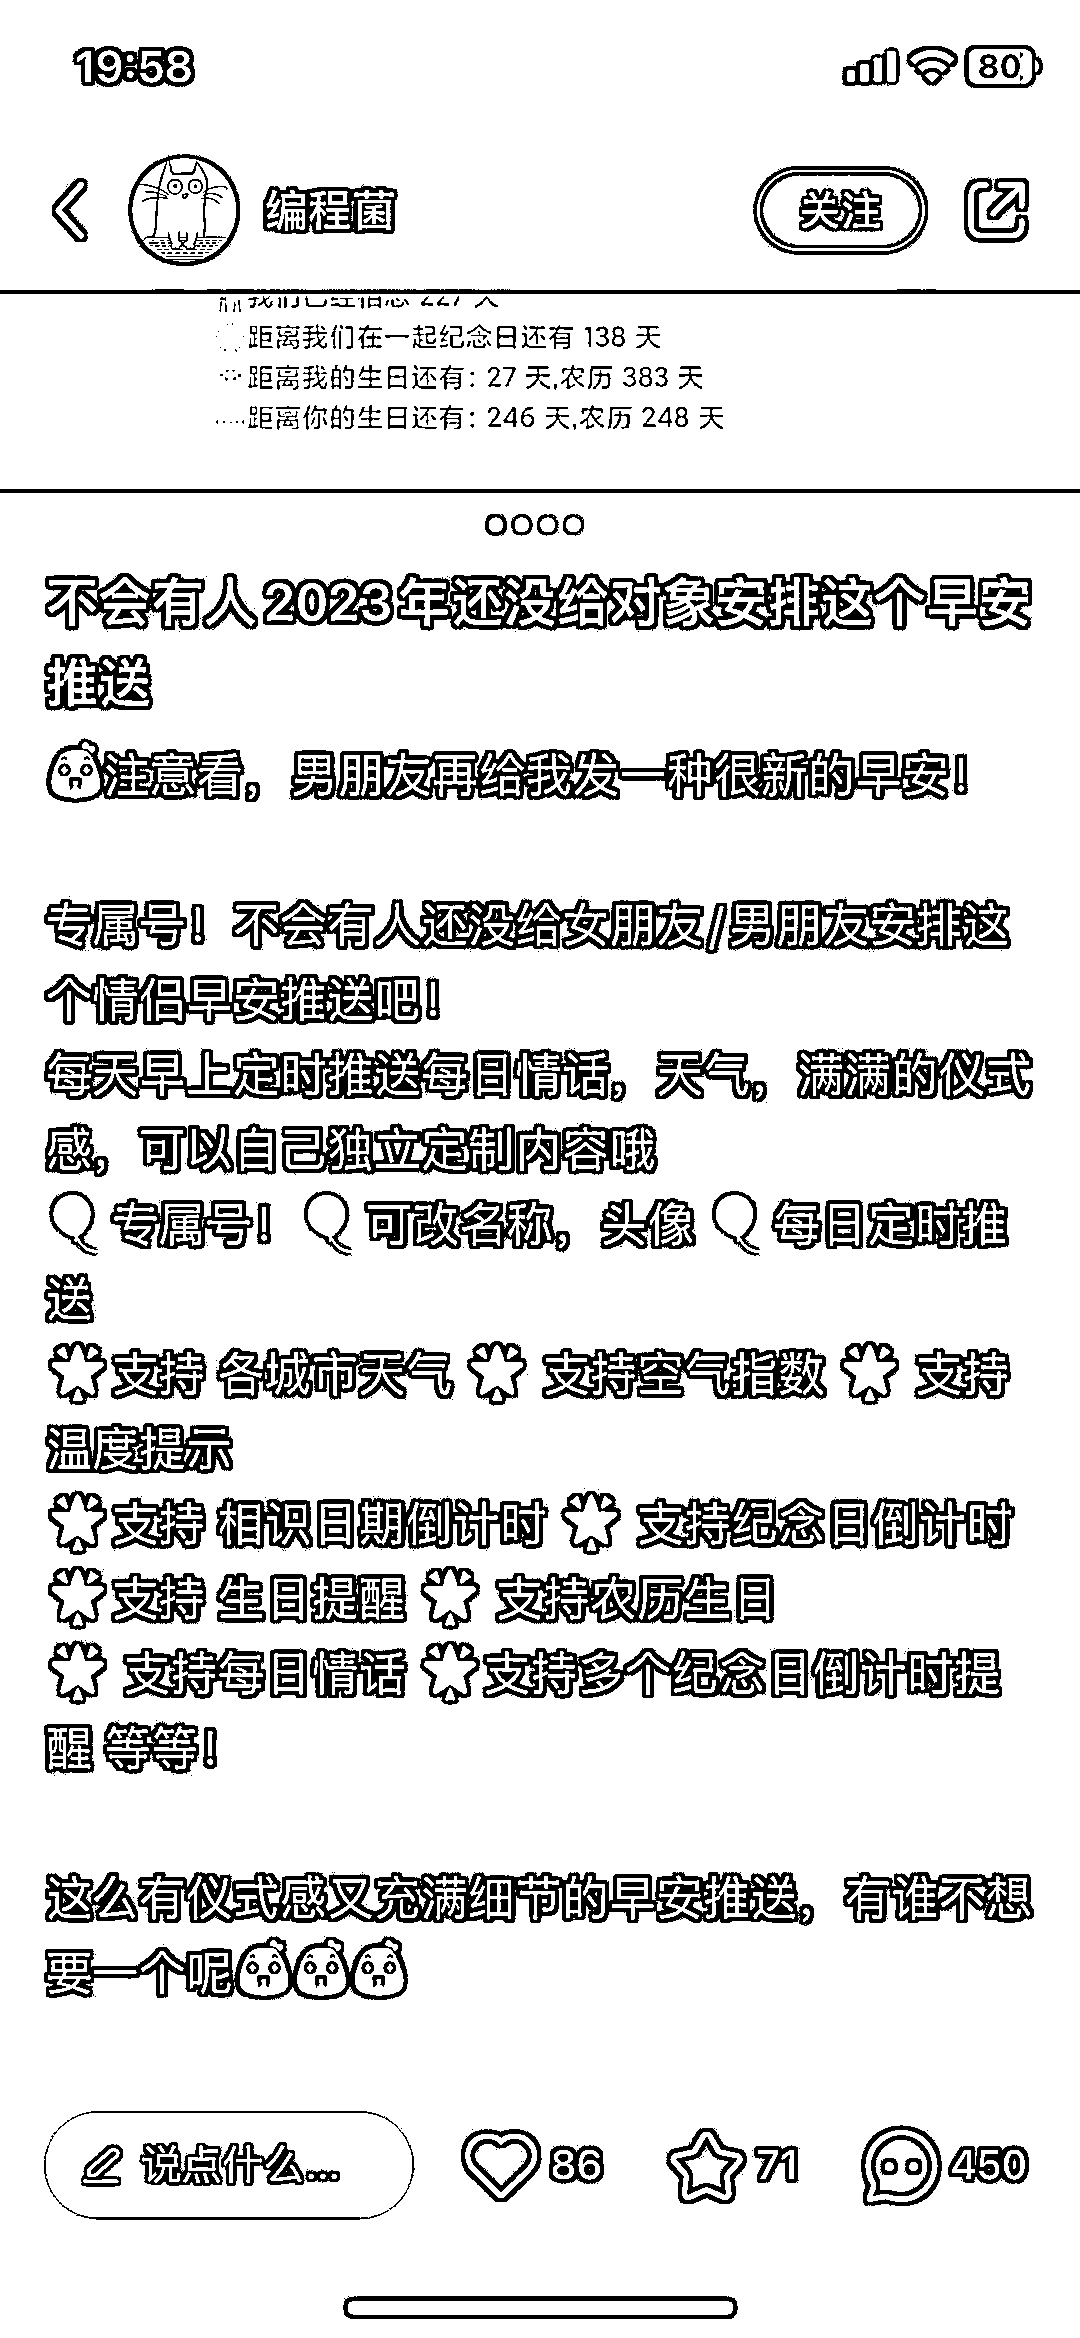 19:58
80
编程菌
关注
我们已经相恋 227 天
距离我们在一起纪念日还有 138 天
距离我的生日还有: 27 天,农历 383 天
距离你的生日还有: 246 天,农历 248 天
不会有人2023年还没给对象安排这个早安
推送
注意看，男朋友再给我发一种很新的早安！
专属号！不会有人还没给女朋友/男朋友安排这
个情侣早安推送吧！
每天早上定时推送每日情话，天气，满满的仪式
感，可以自己独立定制内容哦
专属号！ 可改名称，头像 每日定时推
送
支持 各城市天气 支持空气指数 支持
温度提示
支持 相识日期倒计时 支持纪念日倒计时
支持 生日提醒 支持农历生日
支持每日情话 支持多个纪念日倒计时提
醒 等等！
这么有仪式感又充满细节的早安推送，有谁不想
要一个呢
说点什么...
86
71
450